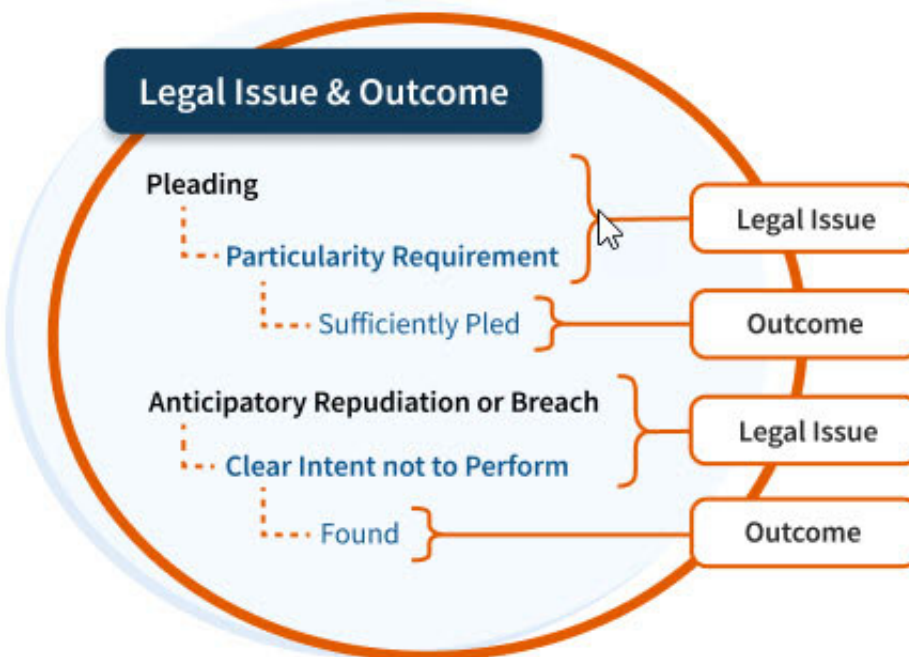 Legal Issue & Outcome
Pleading
Particularity Requirement
Legal Issue
Sufficiently Pled
Outcome
Anticipatory Repudiation or Breach
Clear Intent not to Perform
Legal Issue
Found
Outcome